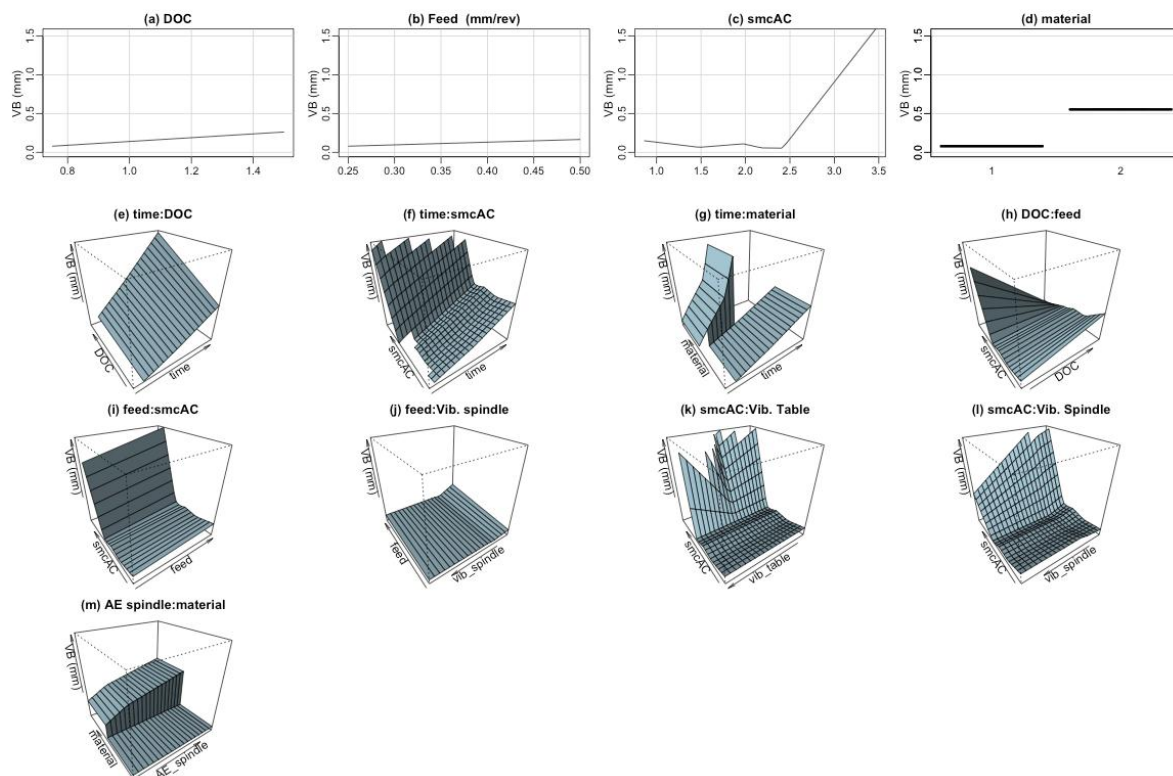 (a) DOC
VB (mm)
0.0 0.5 1.0 1.5
0.8 1.0 1.2 1.4
(b) Feed (mm/rev)
VB (mm)
0.0 0.5 1.0 1.5
0.25 0.30 0.35 0.40 0.45 0.50
(c) smcAC
VB (mm)
0.0 0.5 1.0 1.5
1.0 1.5 2.0 2.5 3.0 3.5
(d) material
VB (mm)
0.0 0.5 1.0 1.5
1 2
(e) time:DOC
VB (mm)
DOC
time
(f) time:smcAC
VB (mm)
smcAC
time
(g) time:material
VB (mm)
material
time
(h) DOC:feed
VB (mm)
smcAC
DOC
(i) feed:smcAC
VB (mm)
smcAC
feed
(j) feed:Vib. spindle
VB (mm)
feed
vib_spindle
(k) smcAC:Vib. Table
VB (mm)
smcAC
vib_table
(l) smcAC:Vib. Spindle
VB (mm)
smcAC
vib_spindle
(m) AE spindle:material
VB (mm)
material
AE_spindle